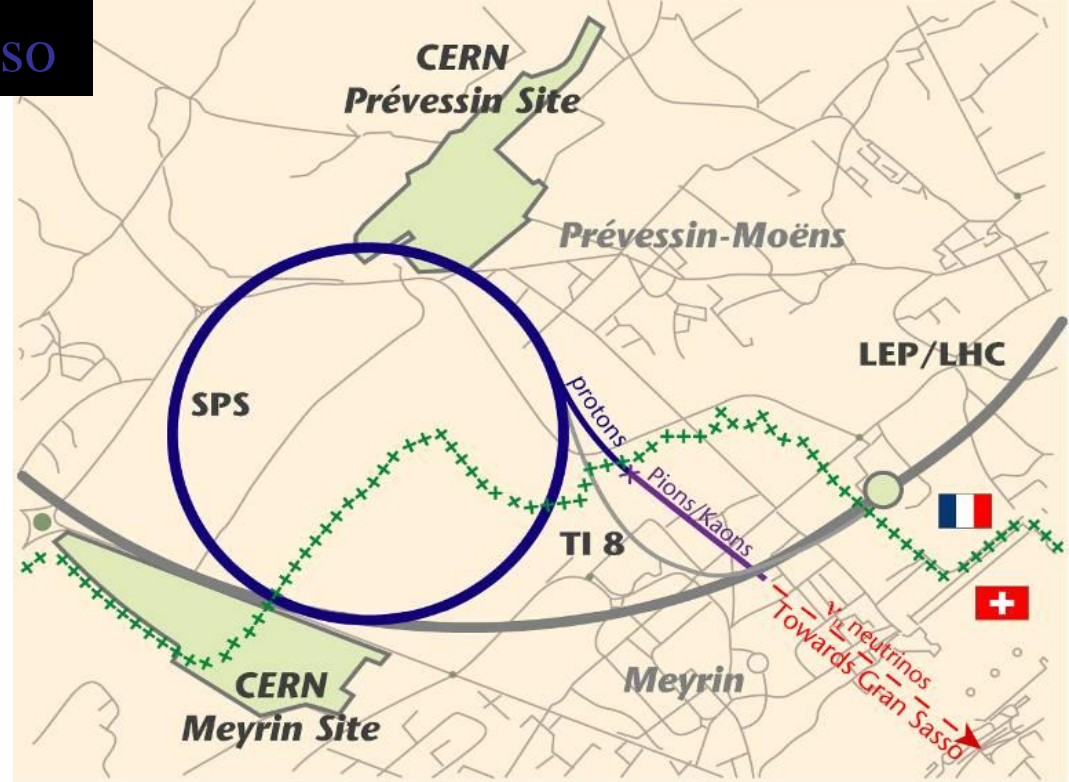 so
CERN
Prévessin Site
Prévessin-Moëns
LEP/LHC
protons
SPS
Pions/Kaons
TI 8
νμ neutrinos
Towards Gran Sasso
CERN
Meyrin Site
Meyrin